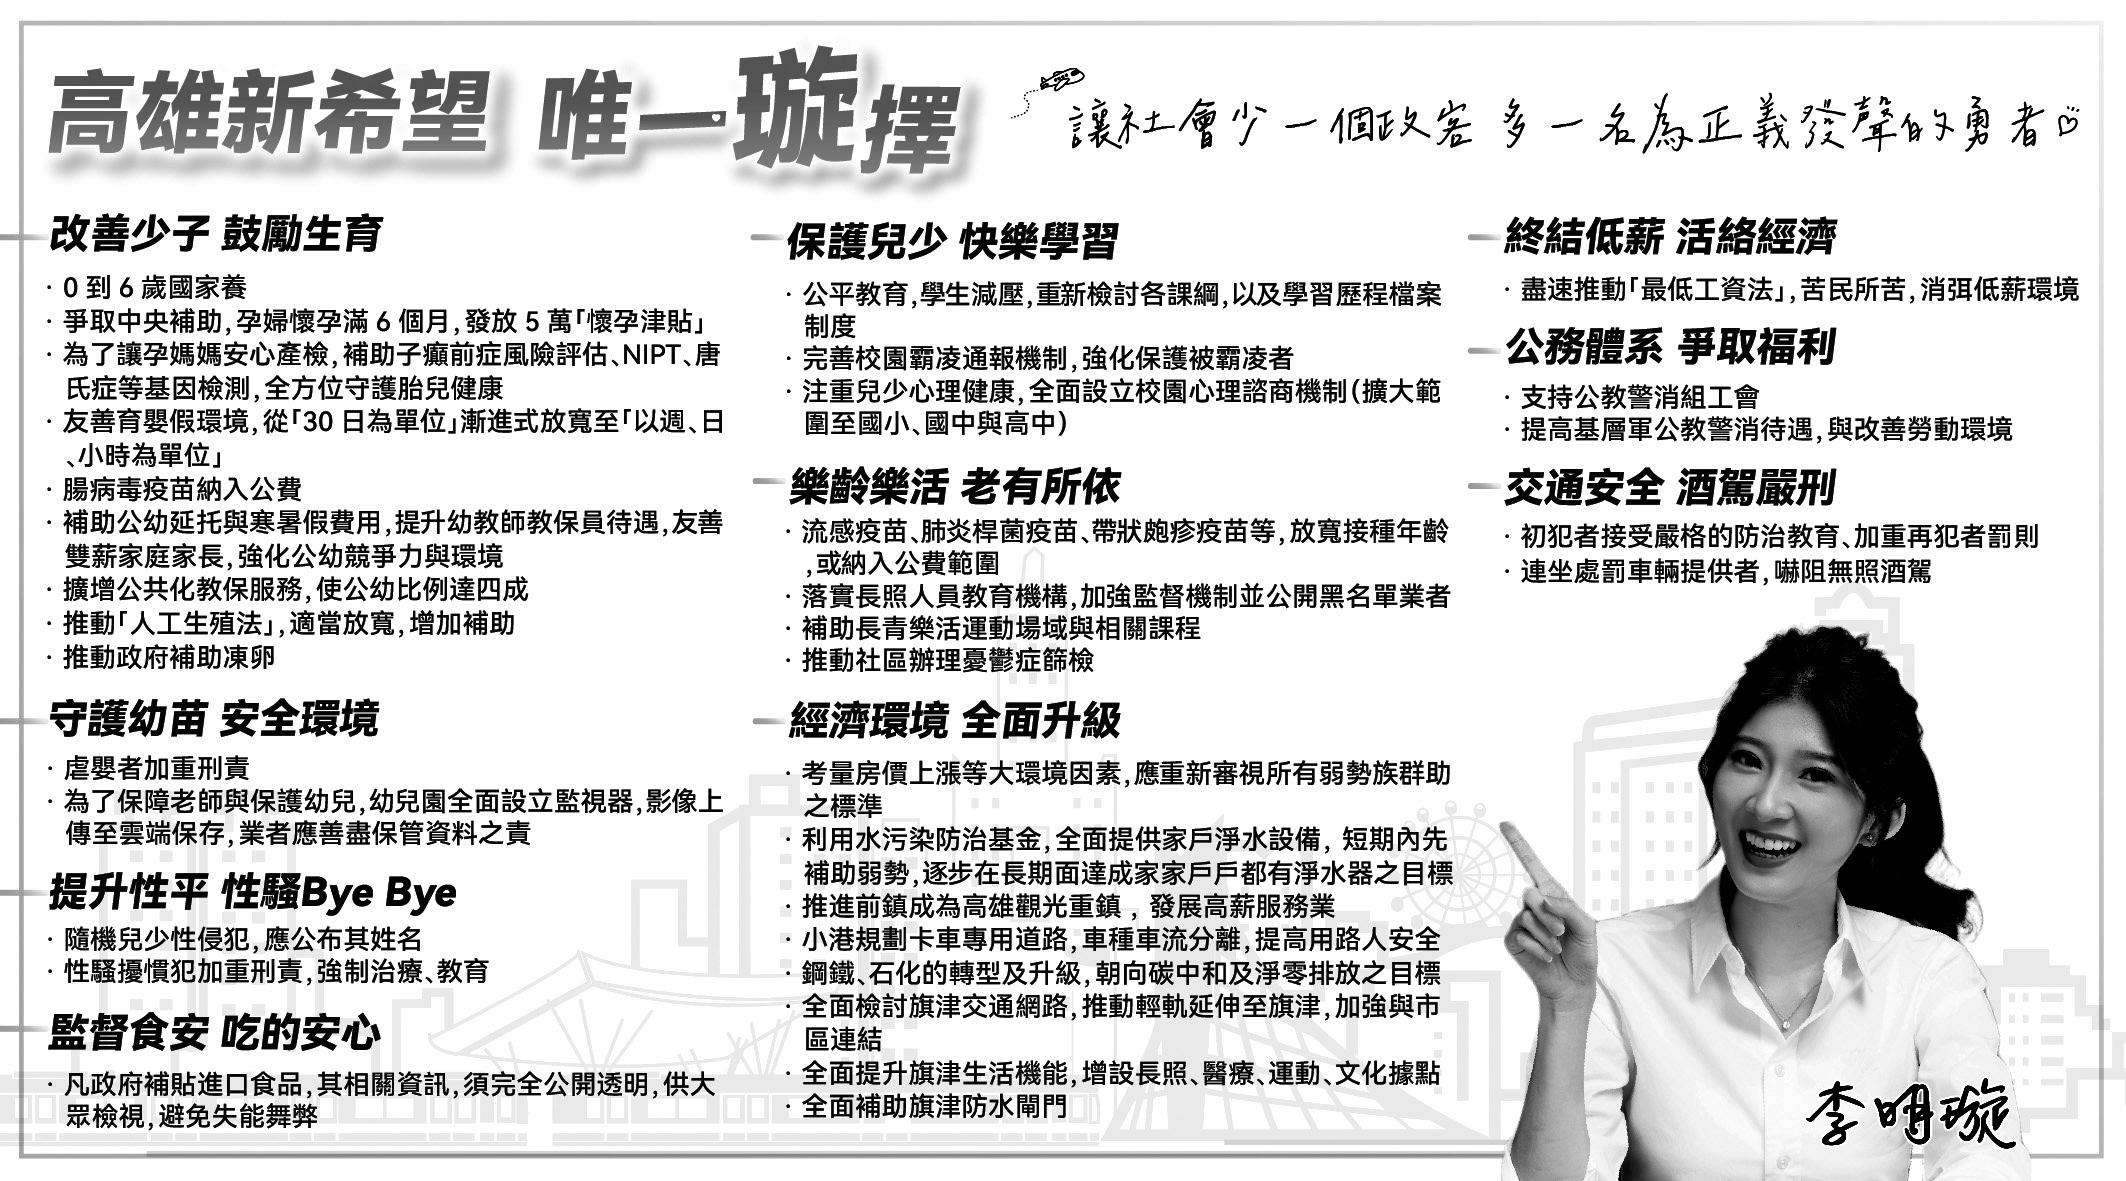 高雄新希望 唯一璇擇
讓社會少一個政客 多一名為正義發聲的勇者
改善少子 鼓勵生育
· 0 到 6 歲國家養
· 爭取中央補助,孕婦懷孕滿 6 個月,發放 5 萬「懷孕津貼」
· 為了讓孕媽媽安心產檢,補助子癲前症風險評估、NIPT、唐
氏症等基因檢測,全方位守護胎兒健康
· 友善育嬰假環境,從「30 日為單位」漸進式放寬至「以週、日
、小時為單位」
· 腸病毒疫苗納入公費
· 補助公幼延托與寒暑假費用,提升幼教師教保員待遇,友善
雙薪家庭家長,強化公幼競爭力與環境
· 擴增公共化教保服務,使公幼比例達四成
· 推動「人工生殖法」,適當放寬,增加補助
· 推動政府補助凍卵
守護幼苗 安全環境
· 虐嬰者加重刑責
· 為了保障老師與保護幼兒,幼兒園全面設立監視器,影像上
傳至雲端保存,業者應善盡保管資料之責
提升性平 性騷Bye Bye
· 隨機兒少性侵犯,應公布其姓名
· 性騷擾慣犯加重刑責,強制治療、教育
監督食安 吃的安心
· 凡政府補貼進口食品,其相關資訊,須完全公開透明,供大
眾檢視,避免失能舞弊
保護兒少 快樂學習
· 公平教育,學生減壓,重新檢討各課綱,以及學習歷程檔案
制度
· 完善校園霸凌通報機制,強化保護被霸凌者
· 注重兒少心理健康,全面設立校園心理諮商機制(擴大範
圍至國小、國中與高中)
樂齡樂活 老有所依
· 流感疫苗、肺炎桿菌疫苗、帶狀皰疹疫苗等,放寬接種年齡
,或納入公費範圍
· 落實長照人員教育機構,加強監督機制並公開黑名單業者
· 補助長青樂活運動場域與相關課程
· 推動社區辦理憂鬱症篩檢
經濟環境 全面升級
· 考量房價上漲等大環境因素,應重新審視所有弱勢族群助
之標準
· 利用水污染防治基金,全面提供家戶淨水設備, 短期內先
補助弱勢,逐步在長期面達成家家戶戶都有淨水器之目標
· 推進前鎮成為高雄觀光重鎮 , 發展高薪服務業
· 小港規劃卡車專用道路,車種車流分離,提高用路人安全
· 鋼鐵、石化的轉型及升級,朝向碳中和及淨零排放之目標
· 全面檢討旗津交通網路,推動輕軌延伸至旗津,加強與市
區連結
· 全面提升旗津生活機能,增設長照、醫療、運動、文化據點
· 全面補助旗津防水閘門
終結低薪 活絡經濟
· 盡速推動「最低工資法」,苦民所苦,消弭低薪環境
公務體系 爭取福利
· 支持公教警消組工會
· 提高基層軍公教警消待遇,與改善勞動環境
交通安全 酒駕嚴刑
· 初犯者接受嚴格的防治教育、加重再犯者罰則
· 連坐處罰車輛提供者,嚇阻無照酒駕
李明璇